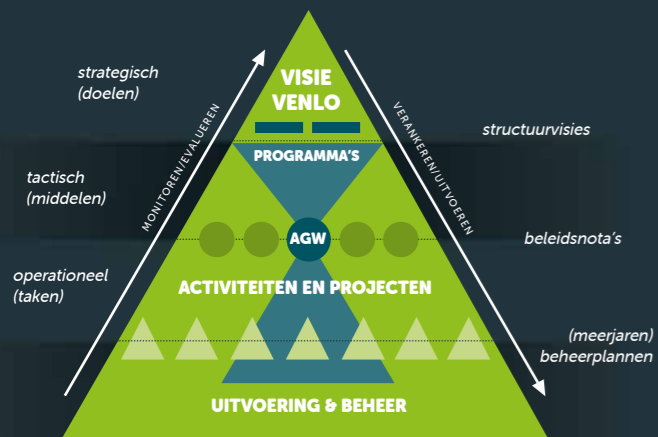 strategisch
(doelen)
VISIE
VENLO
MONITOREN/EVALUEREN
VERANKEREN/UITVOEREN
structuurvisies
PROGRAMMA'S
tactisch
(middelen)
AGW
beleidsnota's
operationeel
(taken)
ACTIVITEITEN EN PROJECTEN
(meerjaren)
beheerplannen
UITVOERING & BEHEER